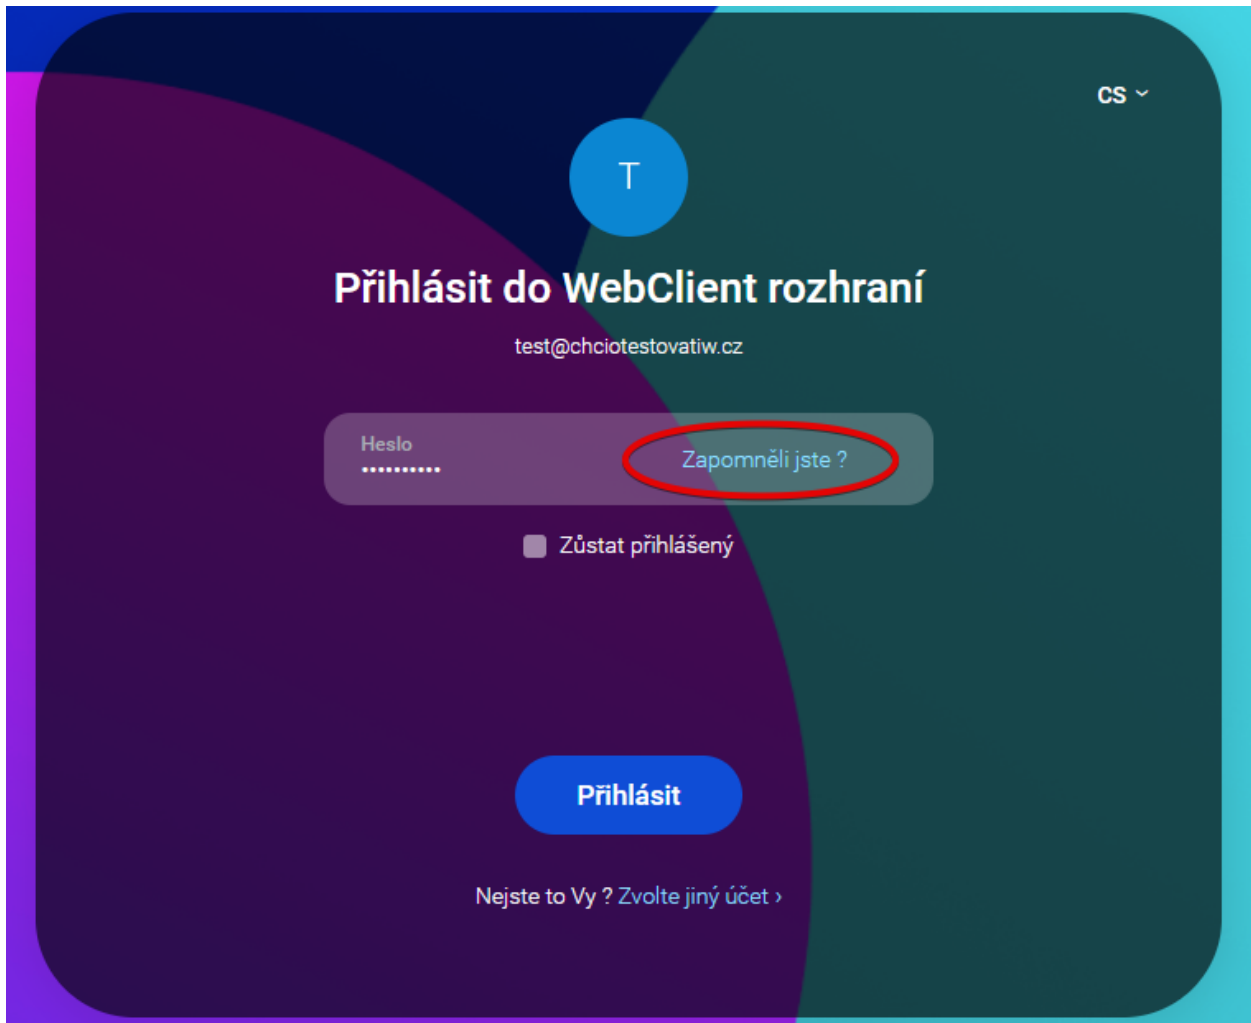 CS
T
Přihlásit do WebClient rozhraní
test@chciotestovatiw.cz
Heslo
••••••••••
Zapomněli jste ?
Zůstat přihlášený
Přihlásit
Nejste to Vy ? Zvolte jiný účet ›